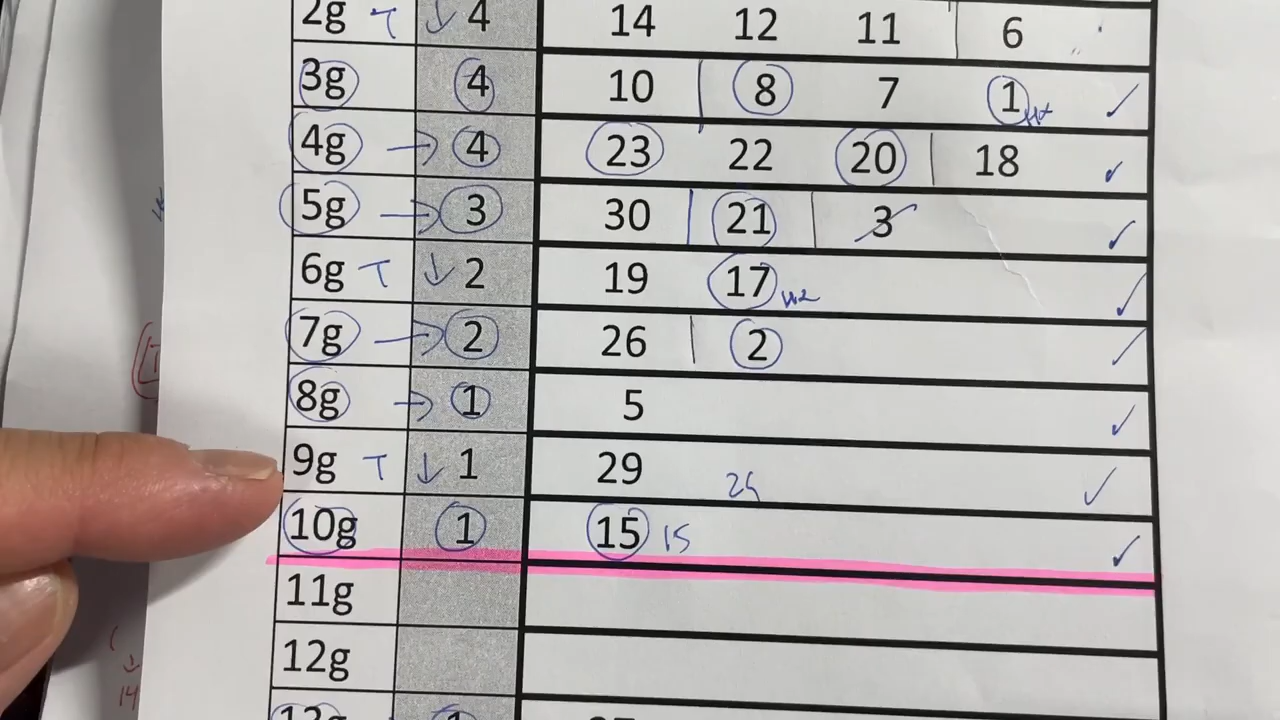 2g T ↓ 4 14 12 11 6
3g 4 10 8 7 1
4g → 4 23 22 20 18 ✓
5g → 3 30 21 3 ✓
6g T ↓ 2 19 17 ✓
7g → 2 26 2 ✓
8g → 1 5 ✓
9g T ↓ 1 29 29 ✓
10g 1 15 15 ✓
11g
12g
14